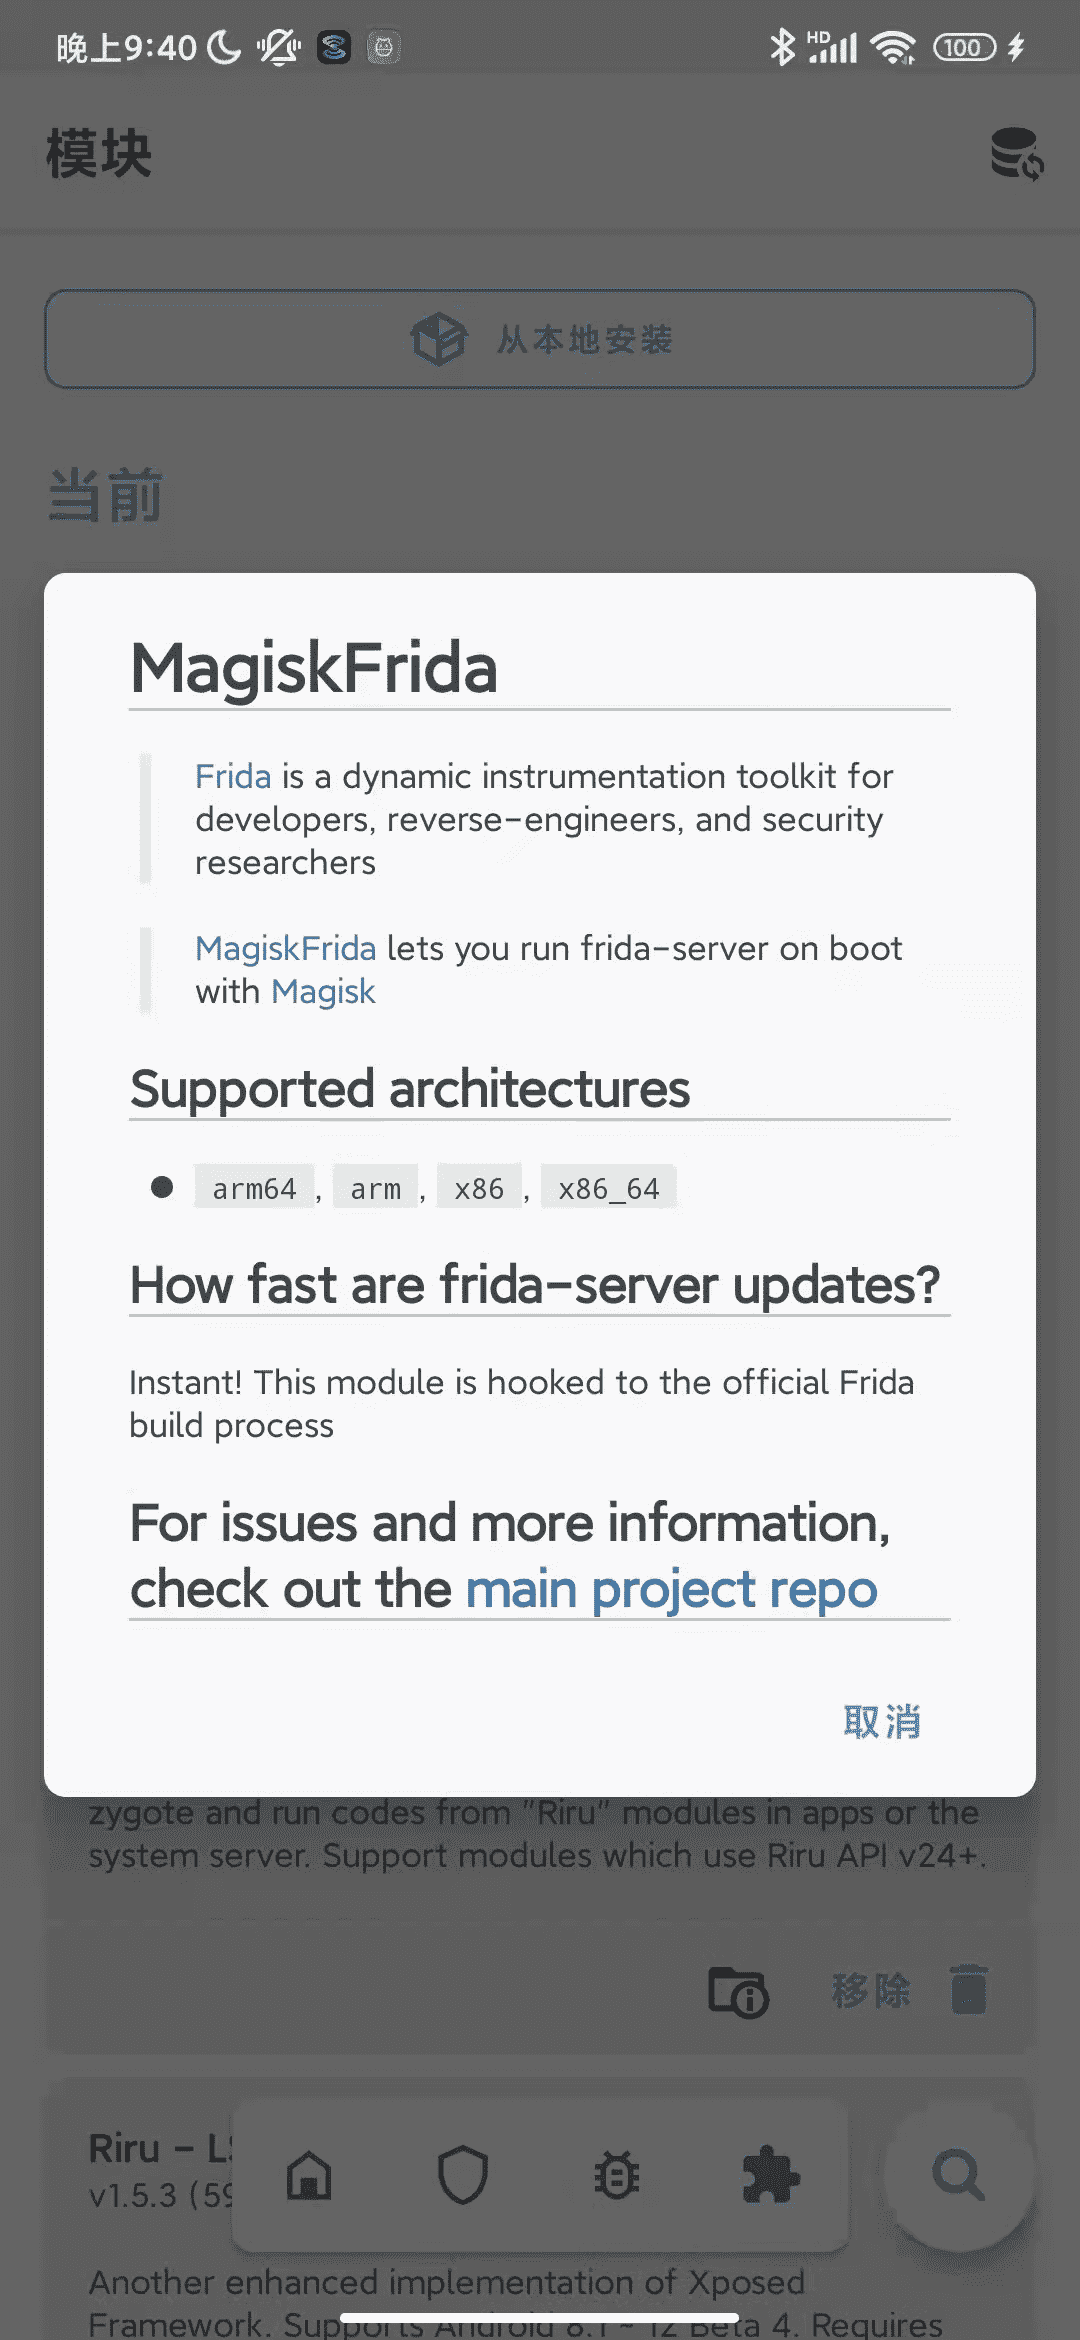 晚上9:40
HD
100
模块
从本地安装
当前
MagiskFrida
Frida is a dynamic instrumentation toolkit for
developers, reverse-engineers, and security
researchers
MagiskFrida lets you run frida-server on boot
with Magisk
Supported architectures
arm64, arm, x86, x86_64
How fast are frida-server updates?
Instant! This module is hooked to the official Frida
build process
For issues and more information,
check out the main project repo
取消
zygote and run codes from "Riru" modules in apps or the
system server. Support modules which use Riru API v24+.
移除
Riru -
v1.5.3
Another enhanced implementation of Xposed
Framework. Supports Android 8.1 ~ 12 Beta 4. Requires